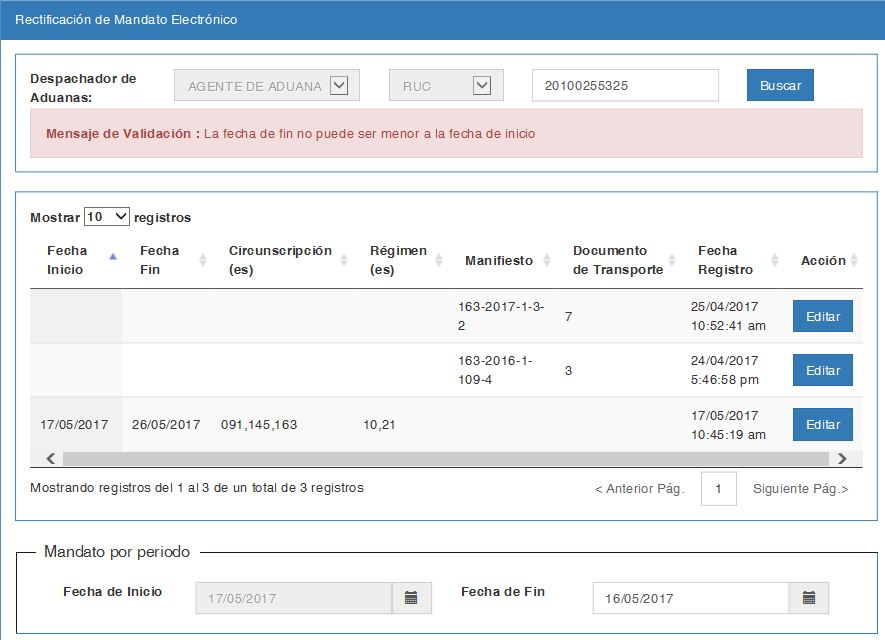 Rectificación de Mandato Electrónico
Despachador de
Aduanas:
AGENTE DE ADUANA
RUC
20100255325
Buscar
Mensaje de Validación : La fecha de fin no puede ser menor a la fecha de inicio
Mostrar 10 registros
Fecha
Inicio
Fecha
Fin
Circunscripción
(es)
Régimen
(es)
Manifiesto
Documento
de Transporte
Fecha
Registro
Acción
163-2017-1-3-
2
7
25/04/2017
10:52:41 am
Editar
163-2016-1-
109-4
3
24/04/2017
5:46:58 pm
Editar
17/05/2017
26/05/2017
091,145,163
10,21
17/05/2017
10:45:19 am
Editar
Mostrando registros del 1 al 3 de un total de 3 registros
< Anterior Pág.
1
Siguiente Pág.>
Mandato por periodo
Fecha de Inicio
17/05/2017
Fecha de Fin
16/05/2017